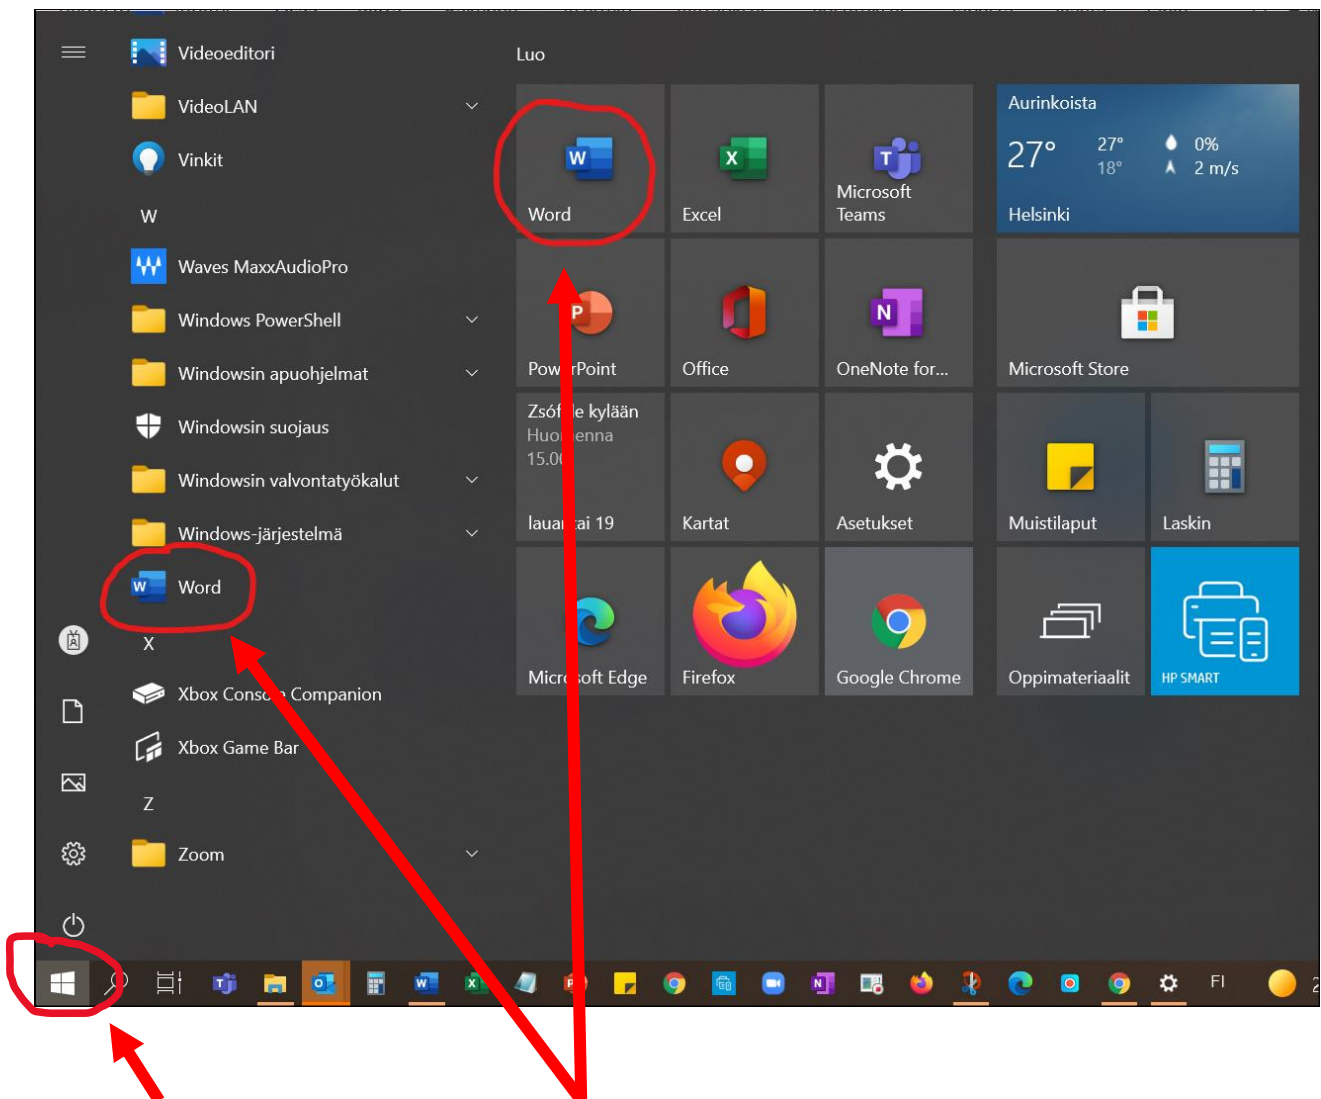 Videoeditori
VideoLAN
Vinkit
W
Waves MaxxAudioPro
Windows PowerShell
Windowsin apuohjelmat
Windowsin suojaus
Windowsin valvontatyökalut
Windows-järjestelmä
Word
X
Xbox Console Companion
Xbox Game Bar
Z
Zoom
Luo
Word
Excel
Microsoft
Teams
Aurinkoista
27°
27°
18°
0%
2 m/s
Helsinki
PowerPoint
Office
OneNote for...
Microsoft Store
kylään
Huomenna
15.00
lauantai 19
Kartat
Asetukset
Muistilaput
Laskin
Microsoft Edge
Firefox
Google Chrome
Oppimateriaalit
HP SMART
FI